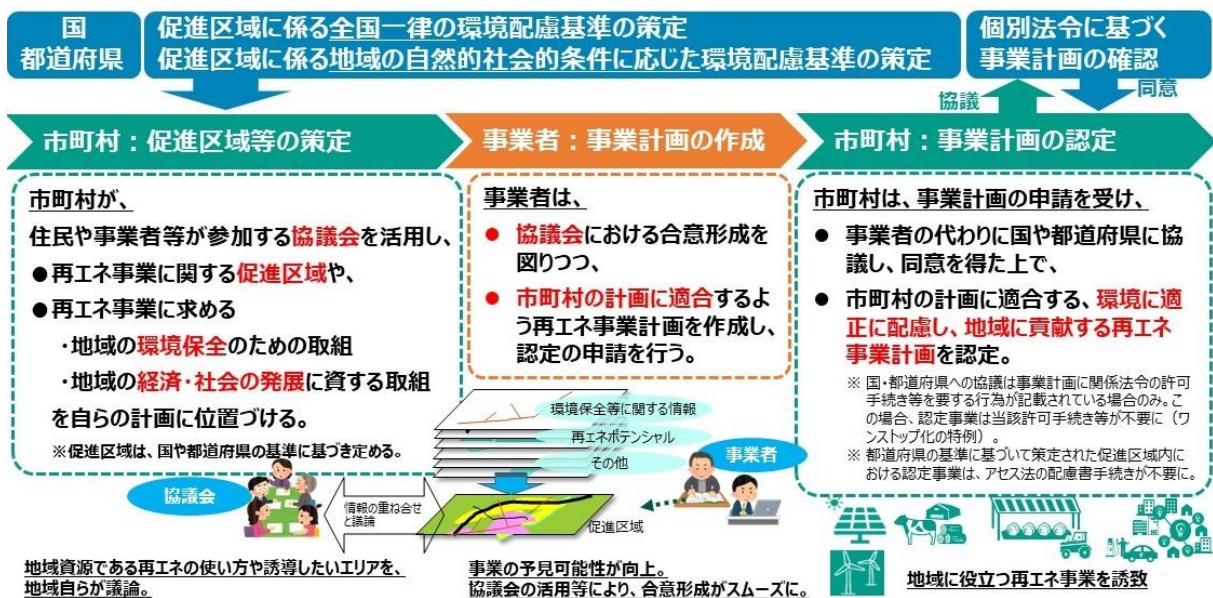 国
都道府県
促進区域に係る全国一律の環境配慮基準の策定
促進区域に係る地域の自然的社会的条件に応じた環境配慮基準の策定
個別法令に基づく
事業計画の確認
協議
同意
市町村：促進区域等の策定
事業者：事業計画の作成
市町村：事業計画の認定
市町村が、
住民や事業者等が参加する協議会を活用し、
●再エネ事業に関する促進区域や、
●再エネ事業に求める
・地域の環境保全のための取組
・地域の経済・社会の発展に資する取組
を自らの計画に位置づける。
※促進区域は、国や都道府県の基準に基づき定める。
事業者は、
● 協議会における合意形成を
図りつつ、
● 市町村の計画に適合するよ
う再エネ事業計画を作成し、
認定の申請を行う。
市町村は、事業計画の申請を受け、
● 事業者の代わりに国や都道府県に協
議し、同意を得た上で、
● 市町村の計画に適合する、環境に適
正に配慮し、地域に貢献する再エネ
事業計画を認定。
※ 国・都道府県への協議は事業計画に関係法令の許可
手続き等を要する行為が記載されている場合のみ。こ
の場合、認定事業は当該許可手続き等が不要に（ワ
ンストップ化の特例）。
※ 都道府県の基準に基づいて策定された促進区域内に
おける認定事業は、アセス法の配慮書手続きが不要に。
環境保全等に関する情報
再エネポテンシャル
その他
事業者
協議会
情報の重ね合せ
と議論
促進区域
地域資源である再エネの使い方や誘導したいエリアを、
地域自らが議論。
事業の予見可能性が向上。
協議会の活用等により、合意形成がスムーズに。
地域に役立つ再エネ事業を誘致